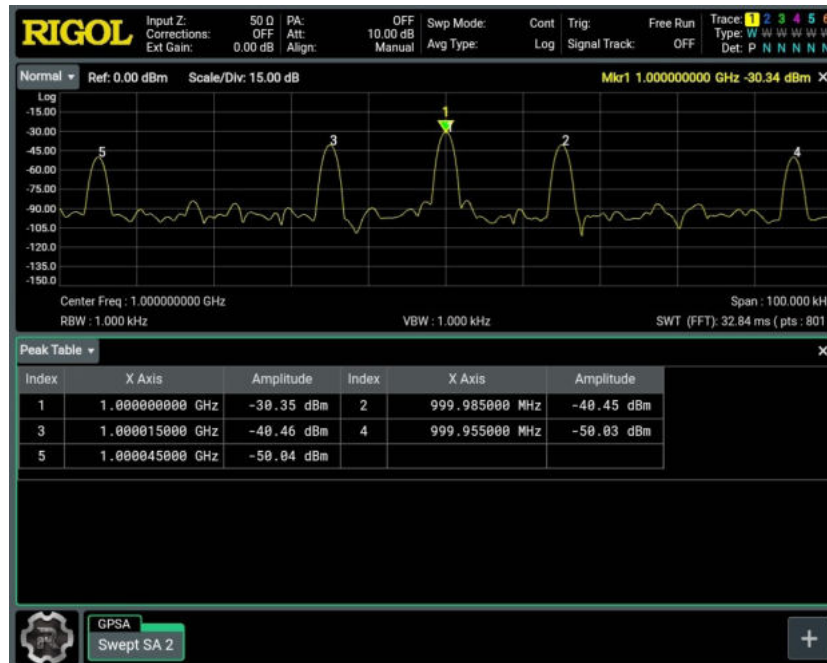 RIGOL
Input Z: 50 Ω PA: OFF Swp Mode: Cont Trig: Free Run Trace: 1 2 3 4 5 6
Corrections: OFF Att: 10.00 dB Type: W W W W W W
Ext Gain: 0.00 dB Align: Manual Avg Type: Log Signal Track: OFF Det: P N N N N N
Normal Ref: 0.00 dBm Scale/Div: 15.00 dB Mkr1 1.000000000 GHz -30.34 dBm X
Log
-15.00
1
-30.00
3 2
-45.00
5 4
-60.00
-75.00
-90.00
-105.0
-120.0
-135.0
-150.0
Center Freq : 1.000000000 GHz Span : 100.000 kH
RBW : 1.000 kHz VBW : 1.000 kHz SWT (FFT): 32.84 ms ( pts : 801
Peak Table X
Index X Axis Amplitude Index X Axis Amplitude
1 1.000000000 GHz -30.35 dBm 2 999.985000 MHz -40.45 dBm
3 1.000015000 GHz -40.46 dBm 4 999.955000 MHz -50.03 dBm
5 1.000045000 GHz -50.04 dBm
GPSA
Swept SA 2
+